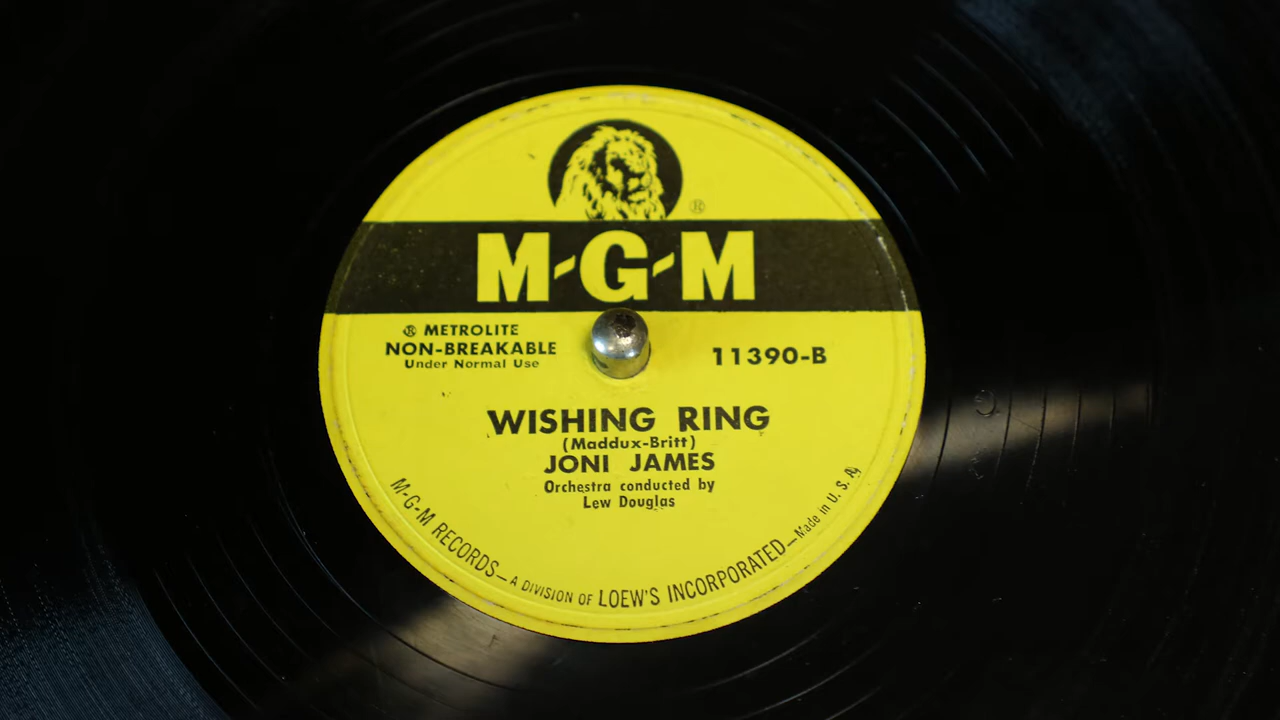 ®
M-G-M
® METROLITE
NON-BREAKABLE
Under Normal Use
11390-B
WISHING RING
(Maddux-Britt)
JONI JAMES
Orchestra conducted by
Lew Douglas
M-G-M RECORDS—A DIVISION OF LOEW'S INCORPORATED—Made in U. S. A.